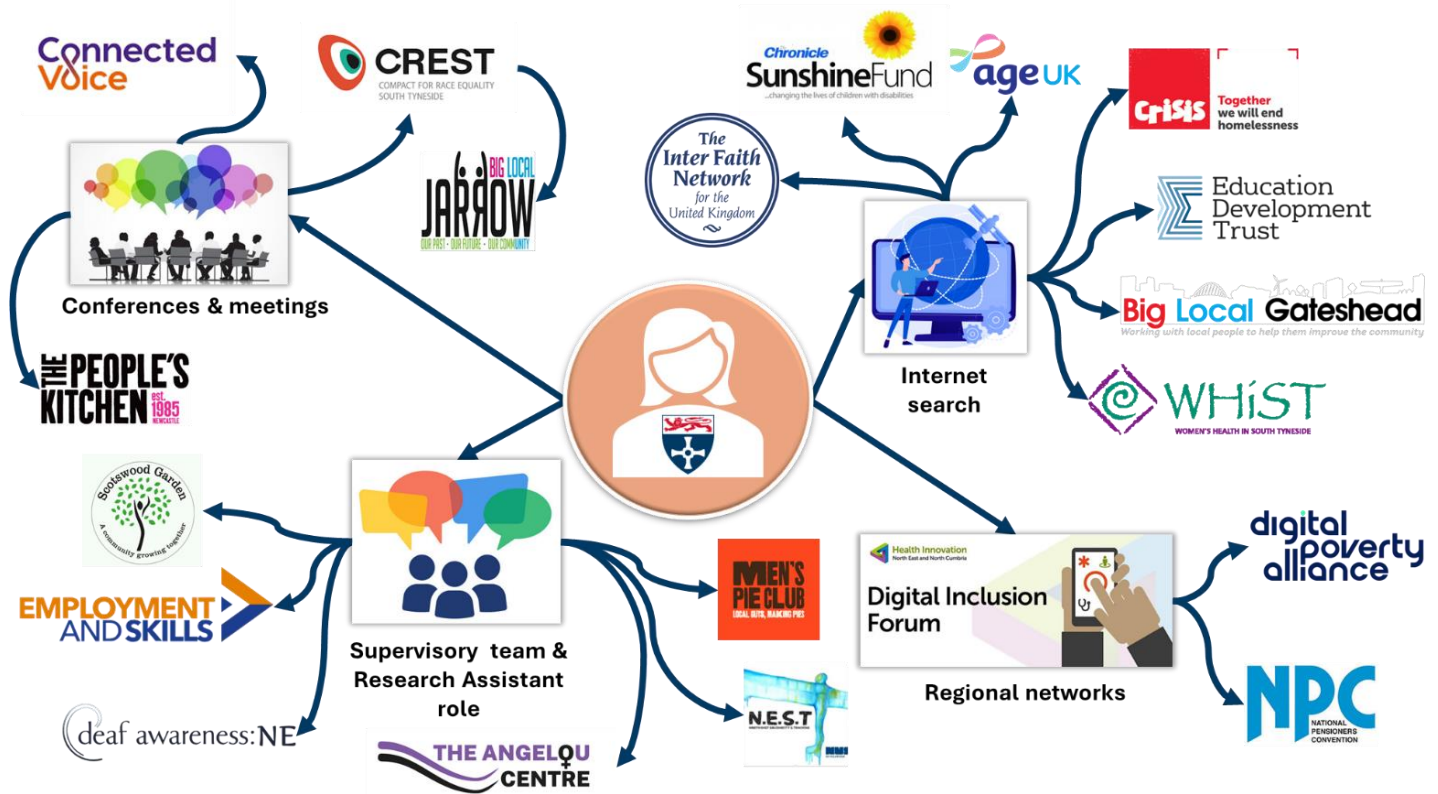 Connected
Voice
CREST
COMPACT FOR RACE EQUALITY
SOUTH TYNESIDE
BIG LOCAL
JARROW
OUR PAST • OUR FUTURE • OUR COMMUNITY
Conferences & meetings
THE PEOPLE'S
KITCHEN est.
1985
NEWCASTLE
Chronicle
SunshineFund
...changing the lives of children with disabilities
ageUK
The
Inter Faith
Network
for the
United Kingdom
Crisis
Together
we will end
homelessness
Education
Development
Trust
Big Local Gateshead
Working with local people to help them improve the community
WHiST
WOMEN'S HEALTH IN SOUTH TYNESIDE
Internet
search
Scotswood Garden
A community growing together
EMPLOYMENT
AND SKILLS
deaf awareness:NE
Supervisory team &
Research Assistant
role
THE ANGELOU
CENTRE
MEN'S
PIE CLUB
LOCAL GUYS, MAKING PIES
N.E.S.T
Health Innovation
North East and North Cumbria
Digital Inclusion
Forum
Regional networks
digital
poverty
alliance
NPC
NATIONAL
PENSIONERS
CONVENTION